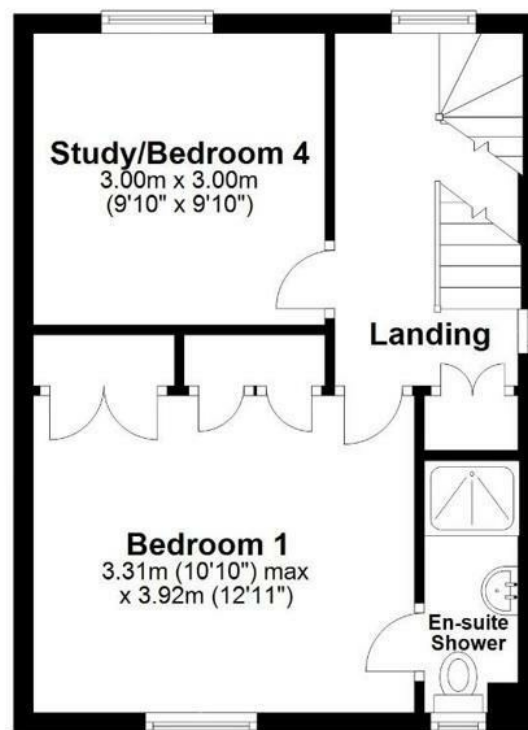 Study/Bedroom 4
3.00m x 3.00m
(9'10" x 9'10")
Landing
Bedroom 1
3.31m (10'10") max
x 3.92m (12'11")
En-suite
Shower